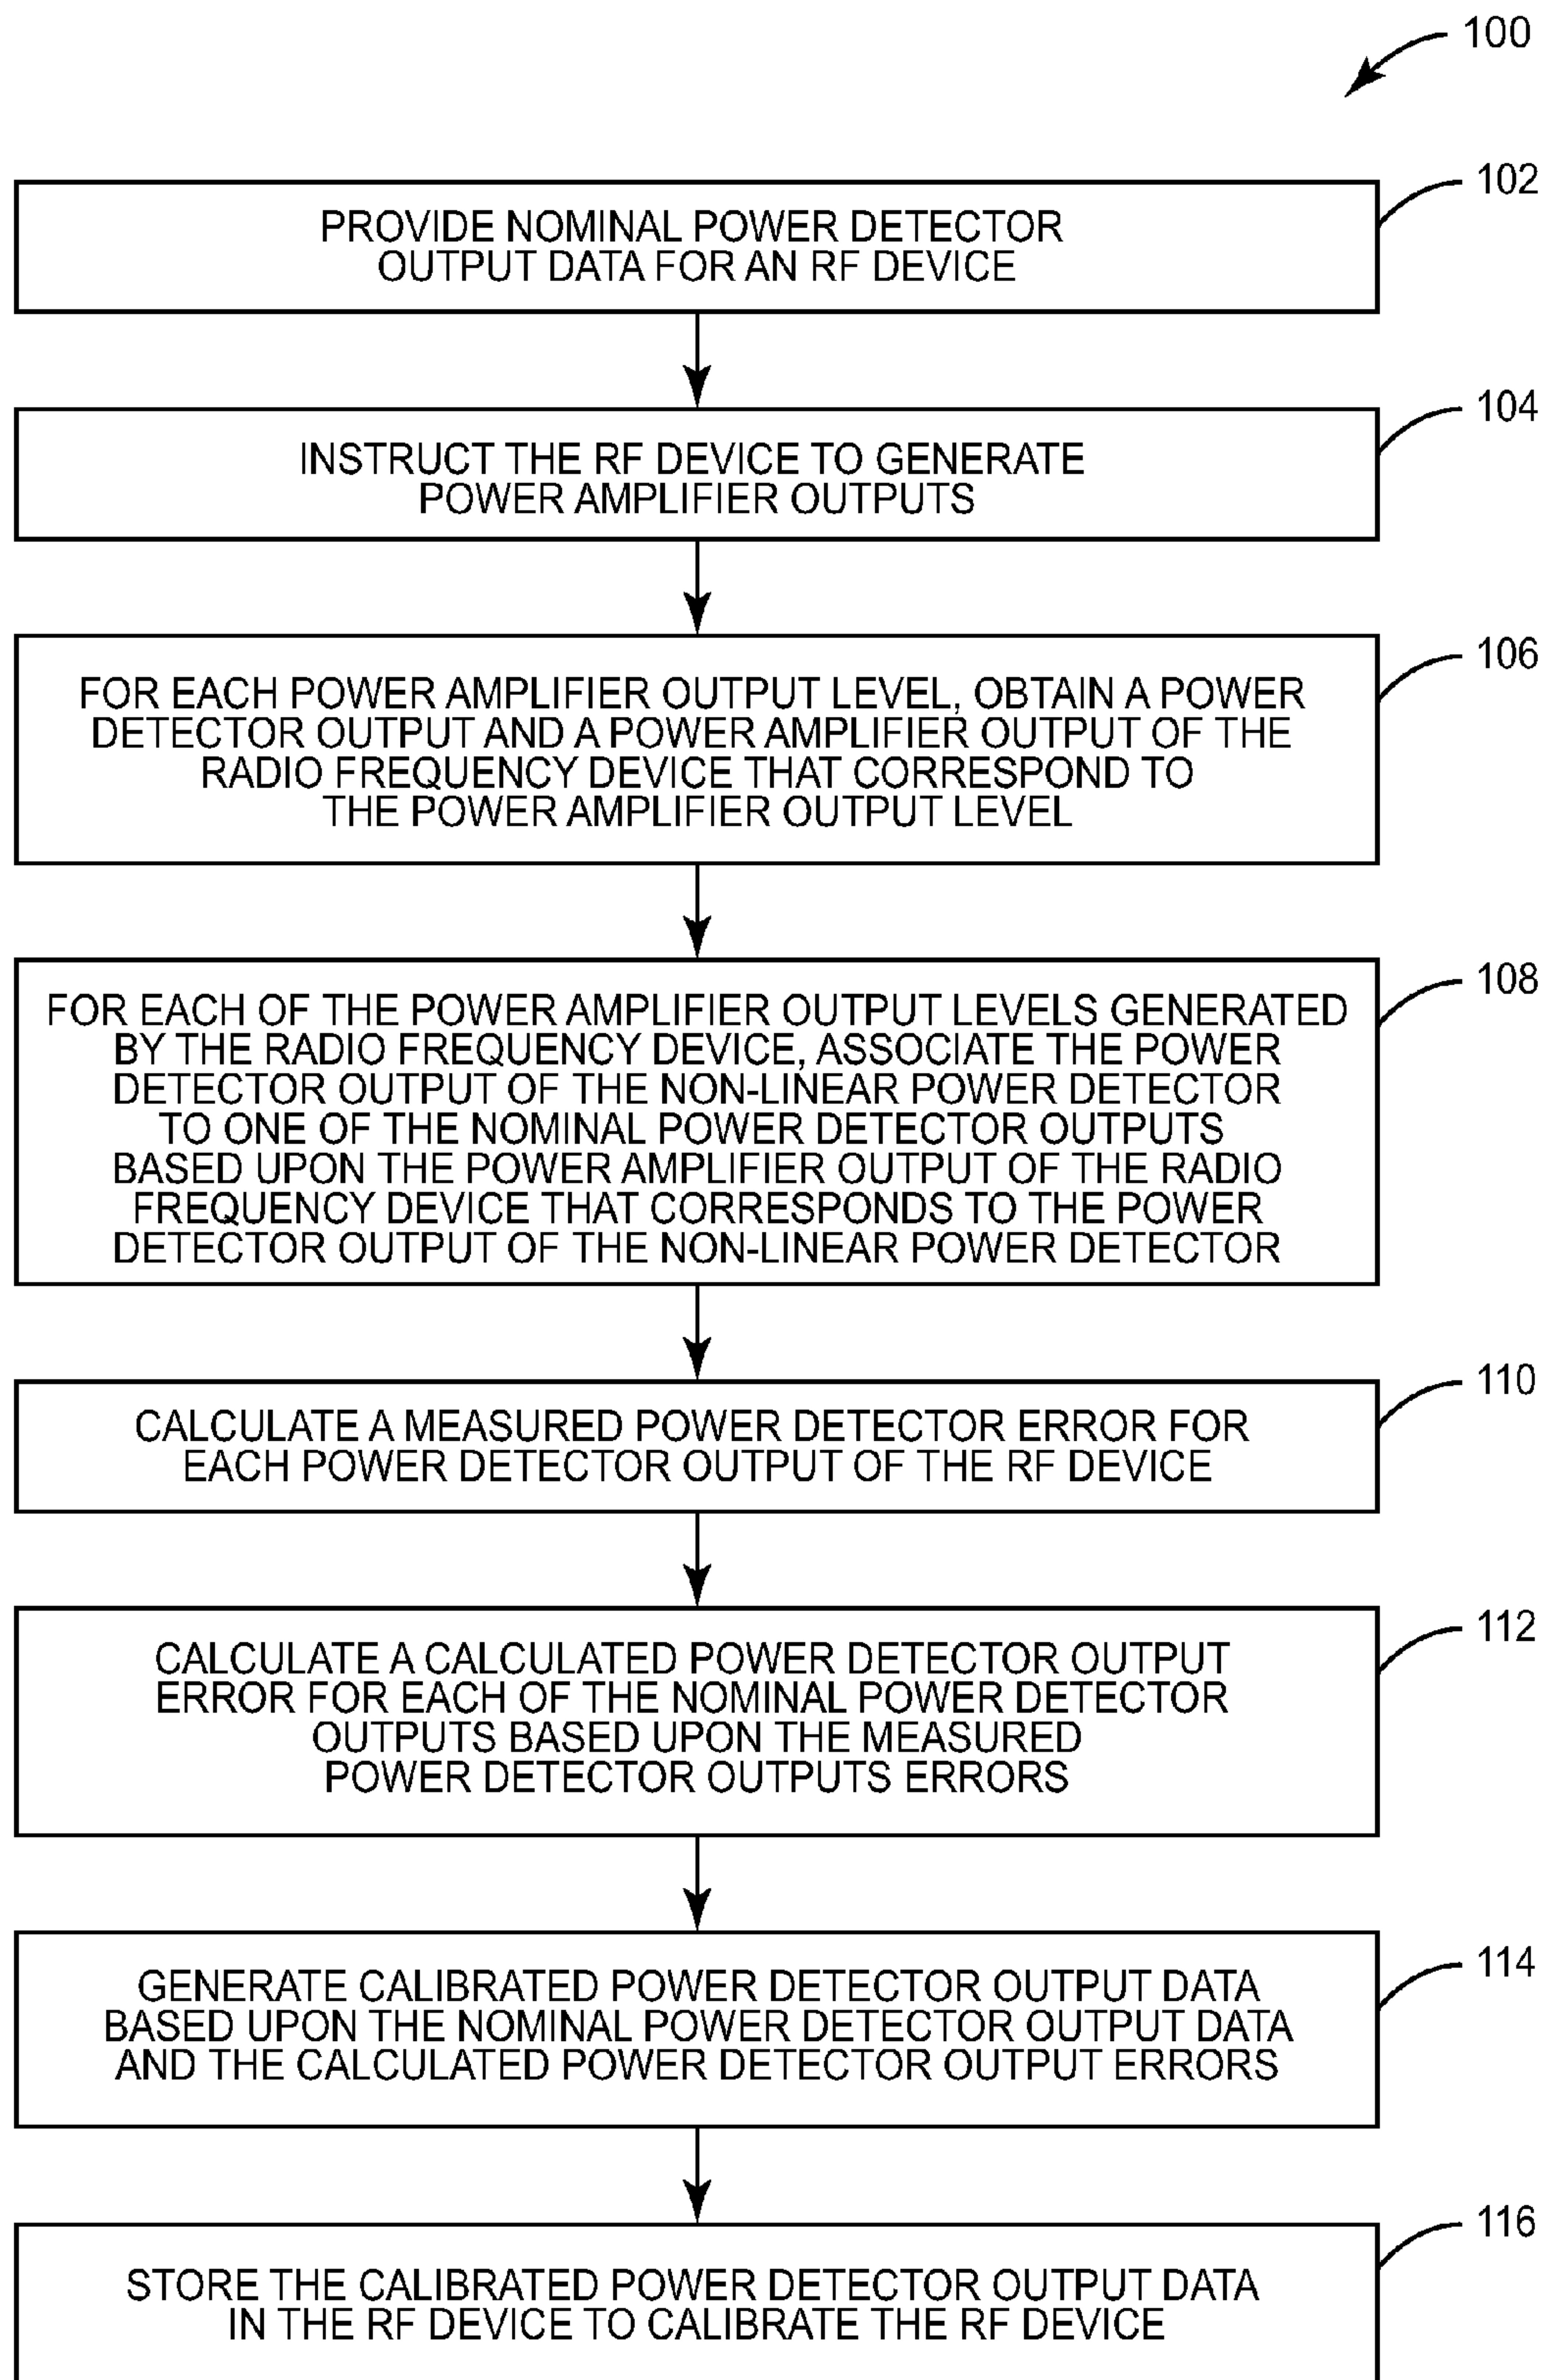 100
102
PROVIDE NOMINAL POWER DETECTOR
OUTPUT DATA FOR AN RF DEVICE
104
INSTRUCT THE RF DEVICE TO GENERATE
POWER AMPLIFIER OUTPUTS
106
FOR EACH POWER AMPLIFIER OUTPUT LEVEL, OBTAIN A POWER
DETECTOR OUTPUT AND A POWER AMPLIFIER OUTPUT OF THE
RADIO FREQUENCY DEVICE THAT CORRESPOND TO
THE POWER AMPLIFIER OUTPUT LEVEL
108
FOR EACH OF THE POWER AMPLIFIER OUTPUT LEVELS GENERATED
BY THE RADIO FREQUENCY DEVICE, ASSOCIATE THE POWER
DETECTOR OUTPUT OF THE NON-LINEAR POWER DETECTOR
TO ONE OF THE NOMINAL POWER DETECTOR OUTPUTS
BASED UPON THE POWER AMPLIFIER OUTPUT OF THE RADIO
FREQUENCY DEVICE THAT CORRESPONDS TO THE POWER
DETECTOR OUTPUT OF THE NON-LINEAR POWER DETECTOR
110
CALCULATE A MEASURED POWER DETECTOR ERROR FOR
EACH POWER DETECTOR OUTPUT OF THE RF DEVICE
112
CALCULATE A CALCULATED POWER DETECTOR OUTPUT
ERROR FOR EACH OF THE NOMINAL POWER DETECTOR
OUTPUTS BASED UPON THE MEASURED
POWER DETECTOR OUTPUTS ERRORS
114
GENERATE CALIBRATED POWER DETECTOR OUTPUT DATA
BASED UPON THE NOMINAL POWER DETECTOR OUTPUT DATA
AND THE CALCULATED POWER DETECTOR OUTPUT ERRORS
116
STORE THE CALIBRATED POWER DETECTOR OUTPUT DATA
IN THE RF DEVICE TO CALIBRATE THE RF DEVICE